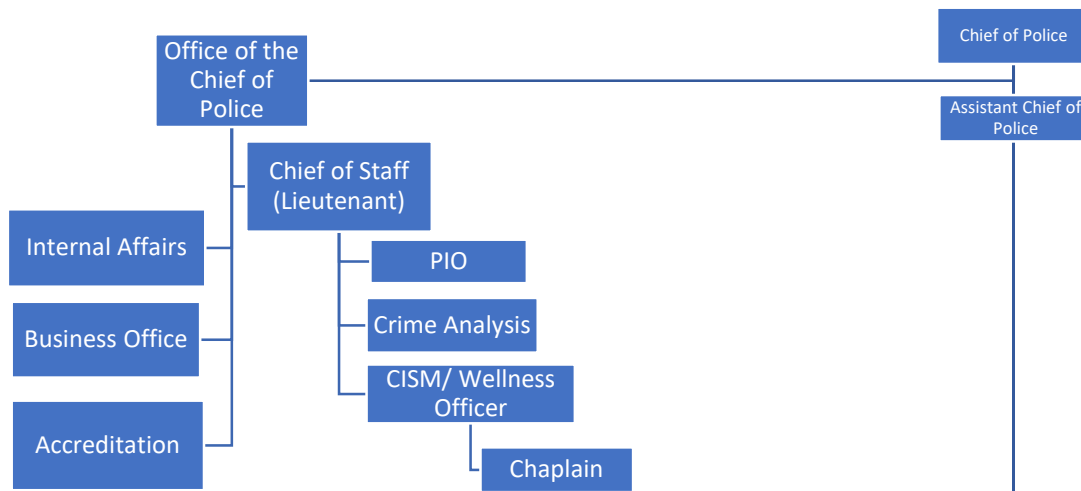 Office of the
Chief of
Police
Chief of Police
Assistant Chief of
Police
Chief of Staff
(Lieutenant)
Internal Affairs
PIO
Business Office
Crime Analysis
CISM/ Wellness
Officer
Accreditation
Chaplain